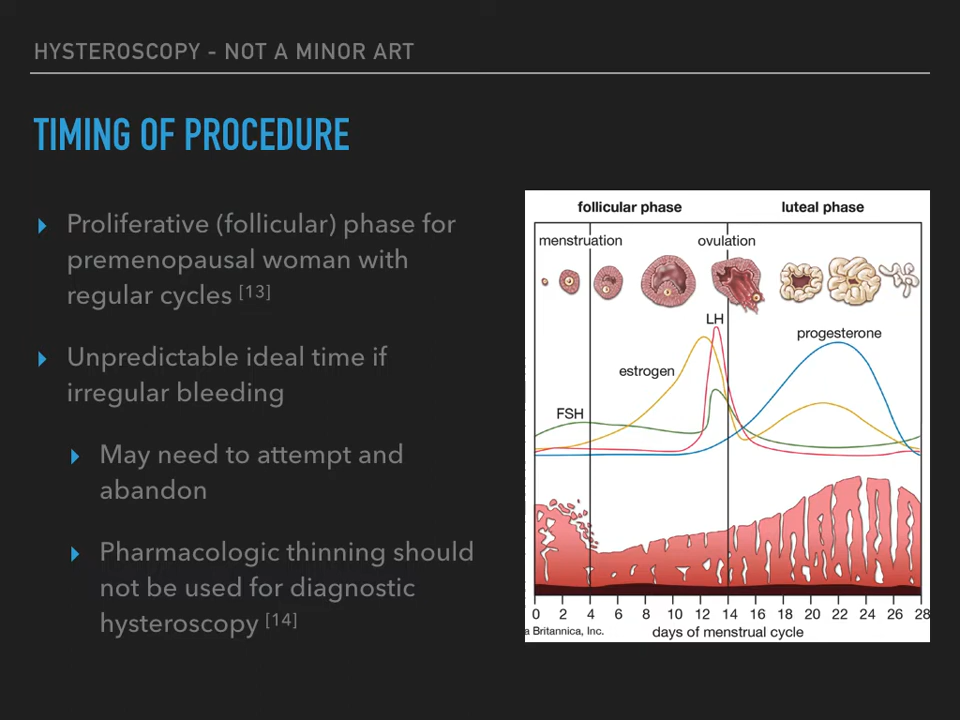 HYSTEROSCOPY - NOT A MINOR ART
TIMING OF PROCEDURE
Proliferative (follicular) phase for
premenopausal woman with
regular cycles [13]
Unpredictable ideal time if
irregular bleeding
May need to attempt and
abandon
Pharmacologic thinning should
not be used for diagnostic
hysteroscopy [14]
follicular phase luteal phase
menstruation ovulation
LH
progesterone
estrogen
FSH
0 2 4 6 8 10 12 14 16 18 20 22 24 26 28
a Britannica, Inc. days of menstrual cycle